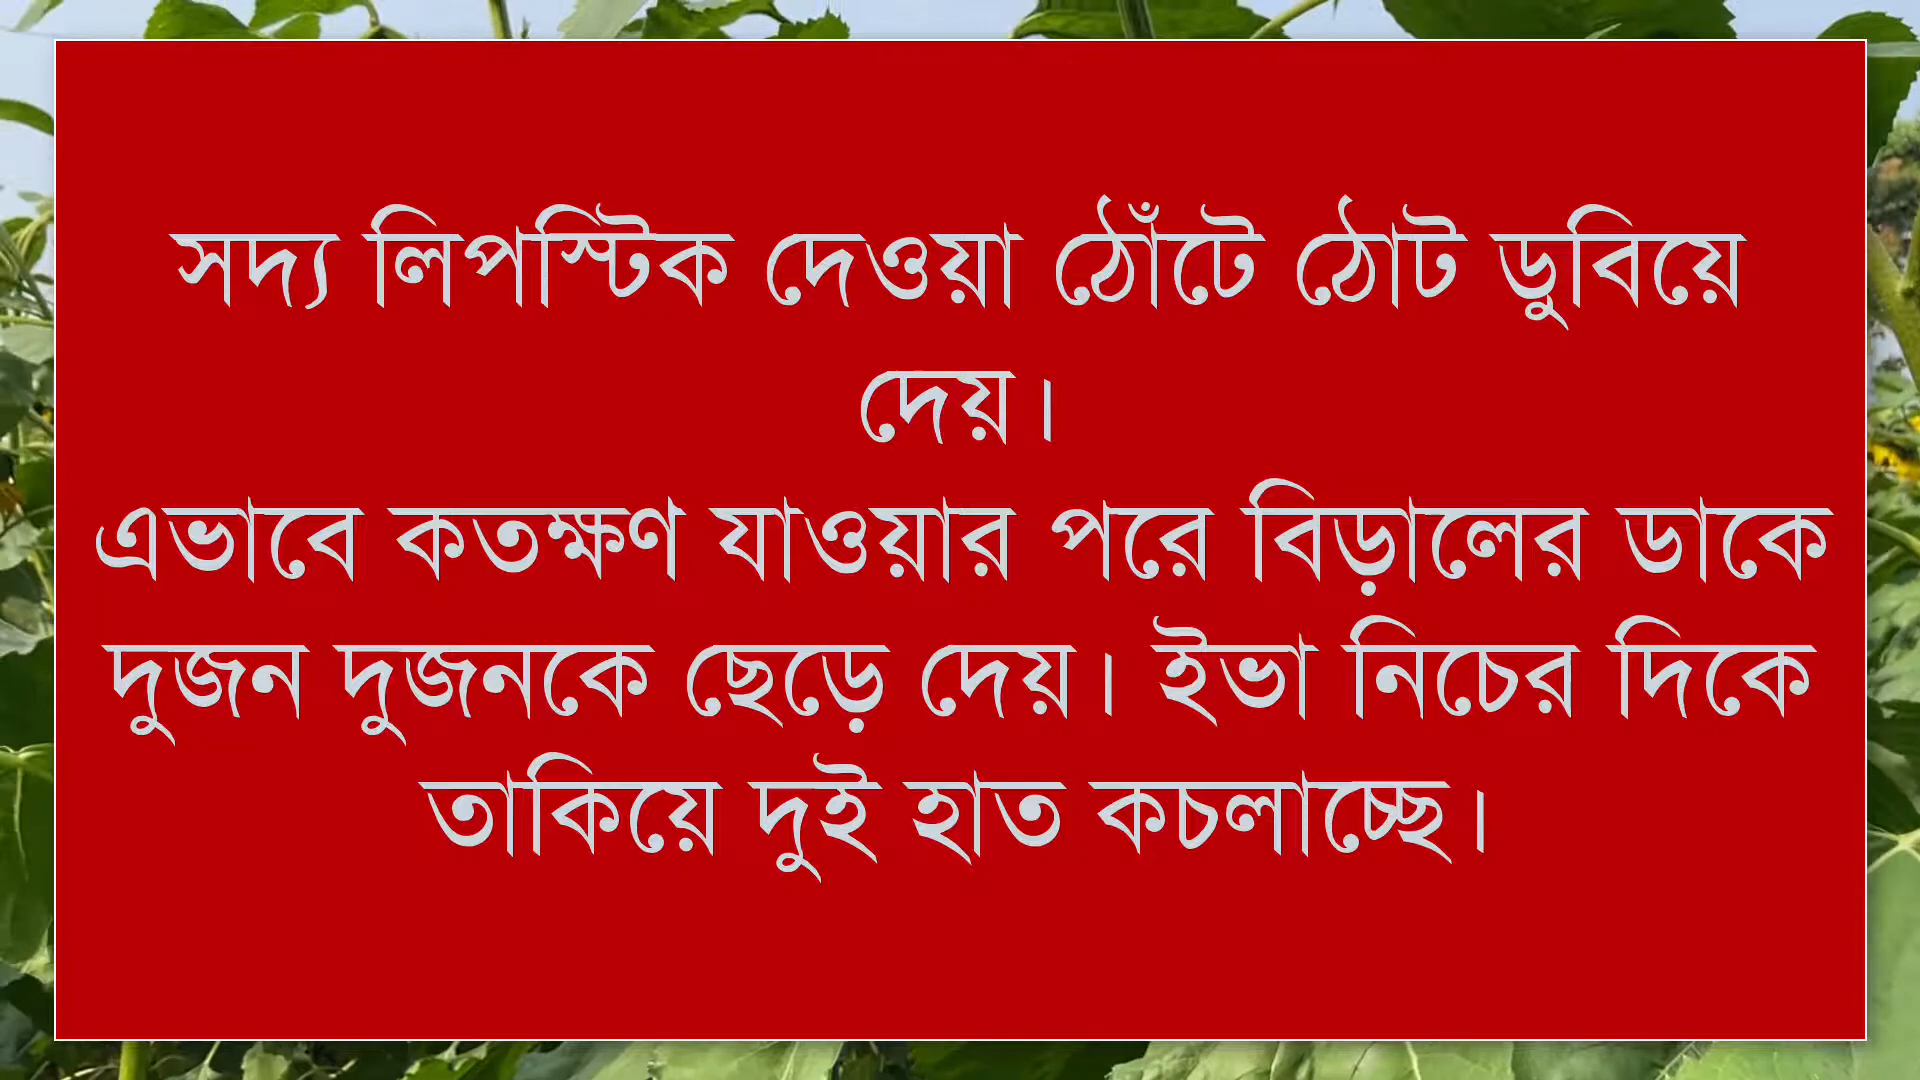 সদ্য লিপস্টিক দেওয়া ঠোঁটে ঠোট ডুবিয়ে
দেয়।
এভাবে কতক্ষণ যাওয়ার পরে বিড়ালের ডাকে
দুজন দুজনকে ছেড়ে দেয়। ইভা নিচের দিকে
তাকিয়ে দুই হাত কচলাচ্ছে।